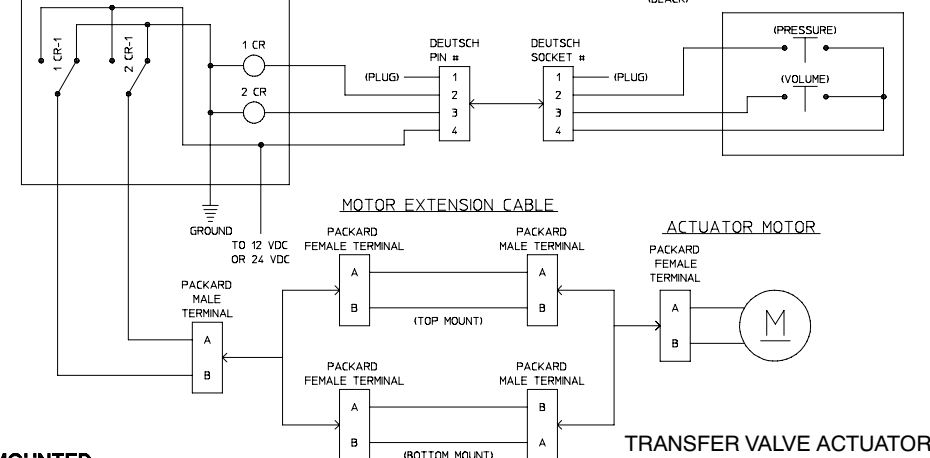 (BLACK)
1 CR-1
2 CR-1
1 CR
2 CR
(PLUG)
DEUTSCH
PIN #
1
2
3
4
DEUTSCH
SOCKET #
1
2
3
4
(PLUG)
(PRESSURE)
(VOLUME)
GROUND
TO 12 VDC
OR 24 VDC
MOTOR EXTENSION CABLE
PACKARD
MALE
TERMINAL
A
B
PACKARD
FEMALE TERMINAL
A
B
(TOP MOUNT)
PACKARD
MALE TERMINAL
A
B
PACKARD
FEMALE TERMINAL
A
B
(BOTTOM MOUNT)
PACKARD
MALE TERMINAL
B
A
ACTUATOR MOTOR
PACKARD
FEMALE
TERMINAL
A
B
M
TRANSFER VALVE ACTUATOR
MOUNTED